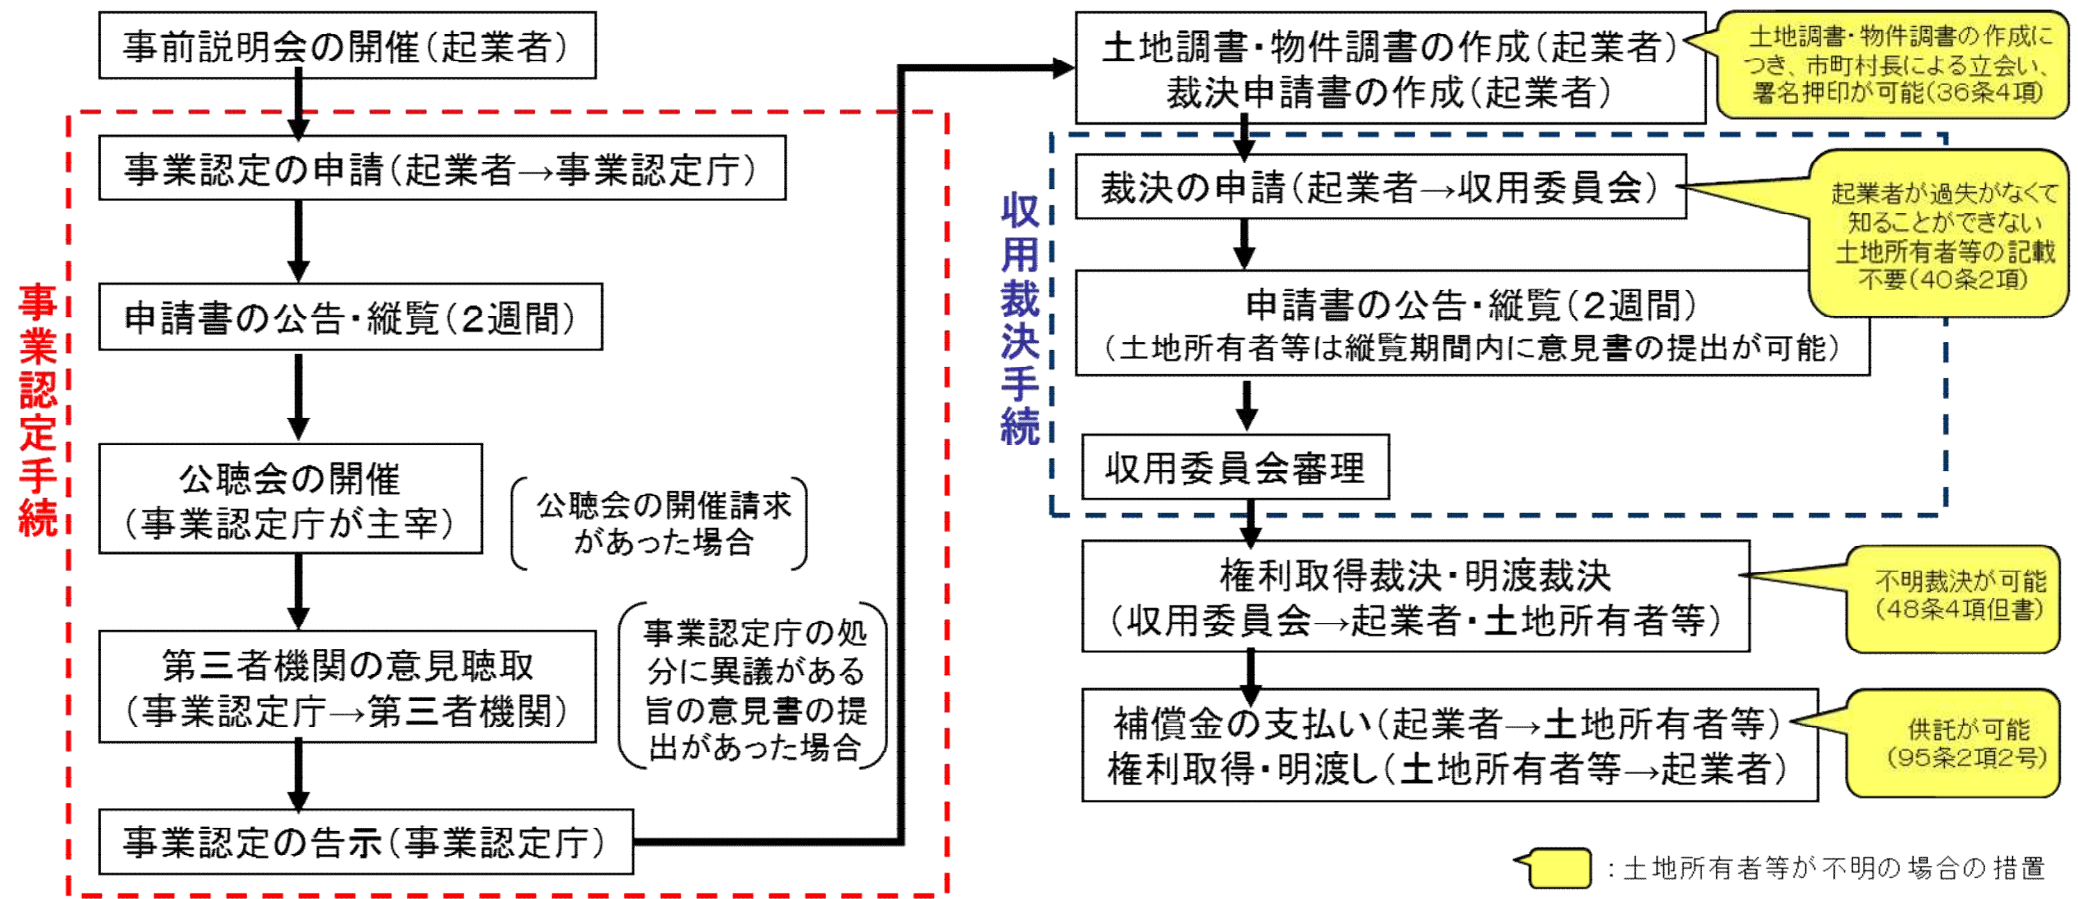 事前説明会の開催(起業者)
事業認定手続
事業認定の申請(起業者→事業認定庁)
申請書の公告・縦覧(2週間)
公聴会の開催
(事業認定庁が主宰)
公聴会の開催請求
があった場合
第三者機関の意見聴取
(事業認定庁→第三者機関)
事業認定庁の処
分に異議がある
旨の意見書の提
出があった場合
事業認定の告示(事業認定庁)
土地調書・物件調書の作成(起業者)
裁決申請書の作成(起業者)
土地調書・物件調書の作成に
つき、市町村長による立会い、
署名押印が可能(36条4項)
収用裁決手続
裁決の申請(起業者→収用委員会)
起業者が過失がなくて
知ることができない
土地所有者等の記載
不要(40条2項)
申請書の公告・縦覧(2週間)
(土地所有者等は縦覧期間内に意見書の提出が可能)
収用委員会審理
権利取得裁決・明渡裁決
(収用委員会→起業者・土地所有者等)
不明裁決が可能
(48条4項但書)
補償金の支払い(起業者→土地所有者等)
権利取得・明渡し(土地所有者等→起業者)
供託が可能
(95条2項2号)
:土地所有者等が不明の場合の措置